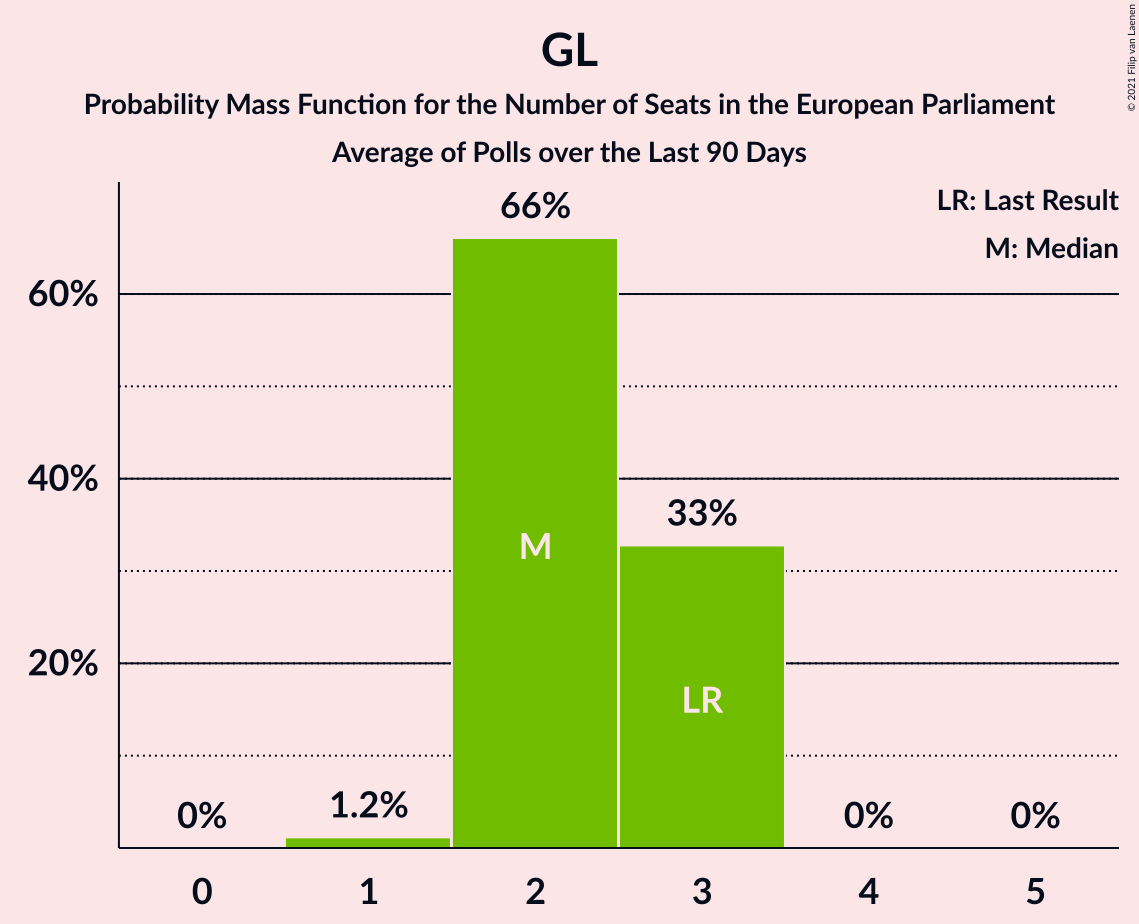 GL
Probability Mass Function for the Number of Seats in the European Parliament
Average of Polls over the Last 90 Days
© 2021 Filip van Laenen
LR: Last Result
M: Median
66%
60%
40%
33%
M
20%
LR
0%
1.2%
0%
0%
0
1
2
3
4
5